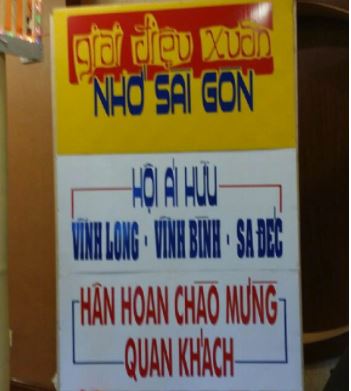 giai điệu xuân
NHỚ SAI GON
HỘI ÁI HỮU
VĨNH LONG · VĨNH BÌNH · SA ĐÉC
HÂN HOAN CHÀO MỪNG
QUAN KHÁCH